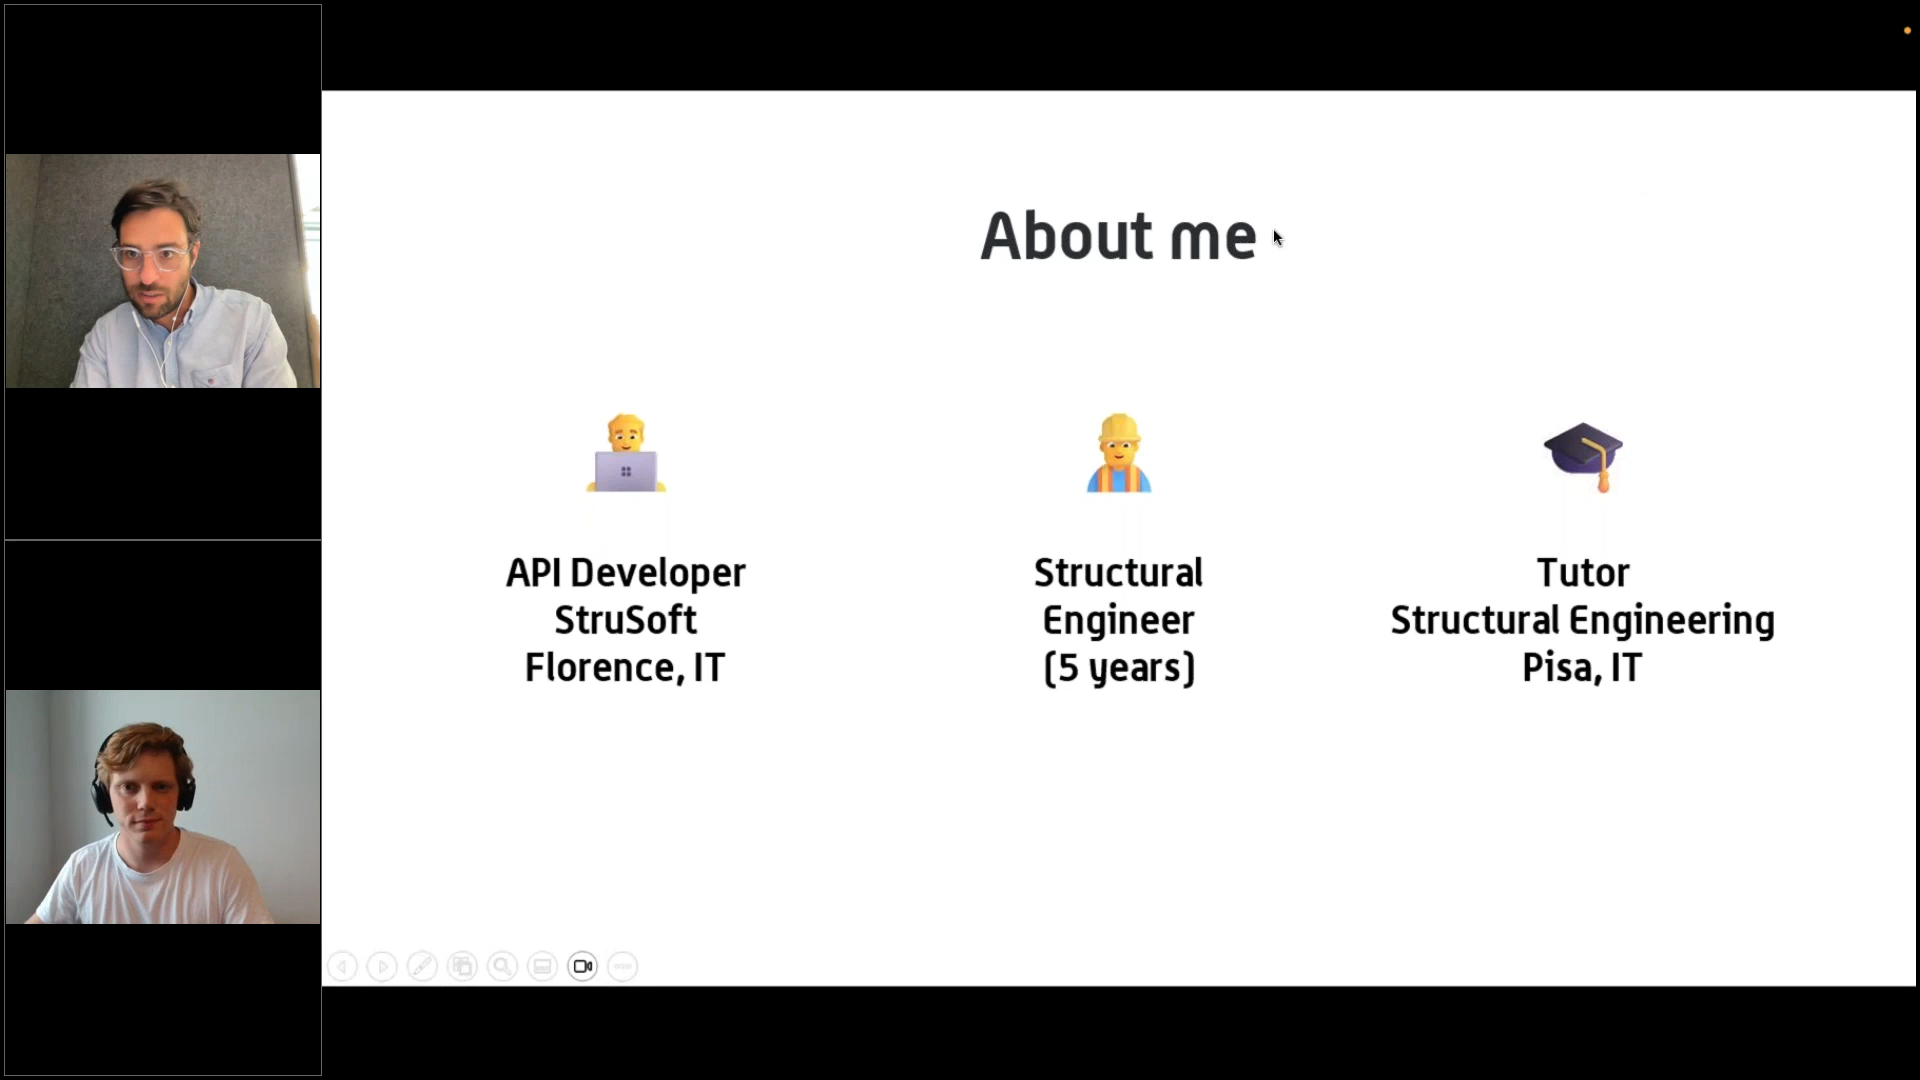 About me
API Developer
StruSoft
Florence, IT
Structural
Engineer
(5 years)
Tutor
Structural Engineering
Pisa, IT